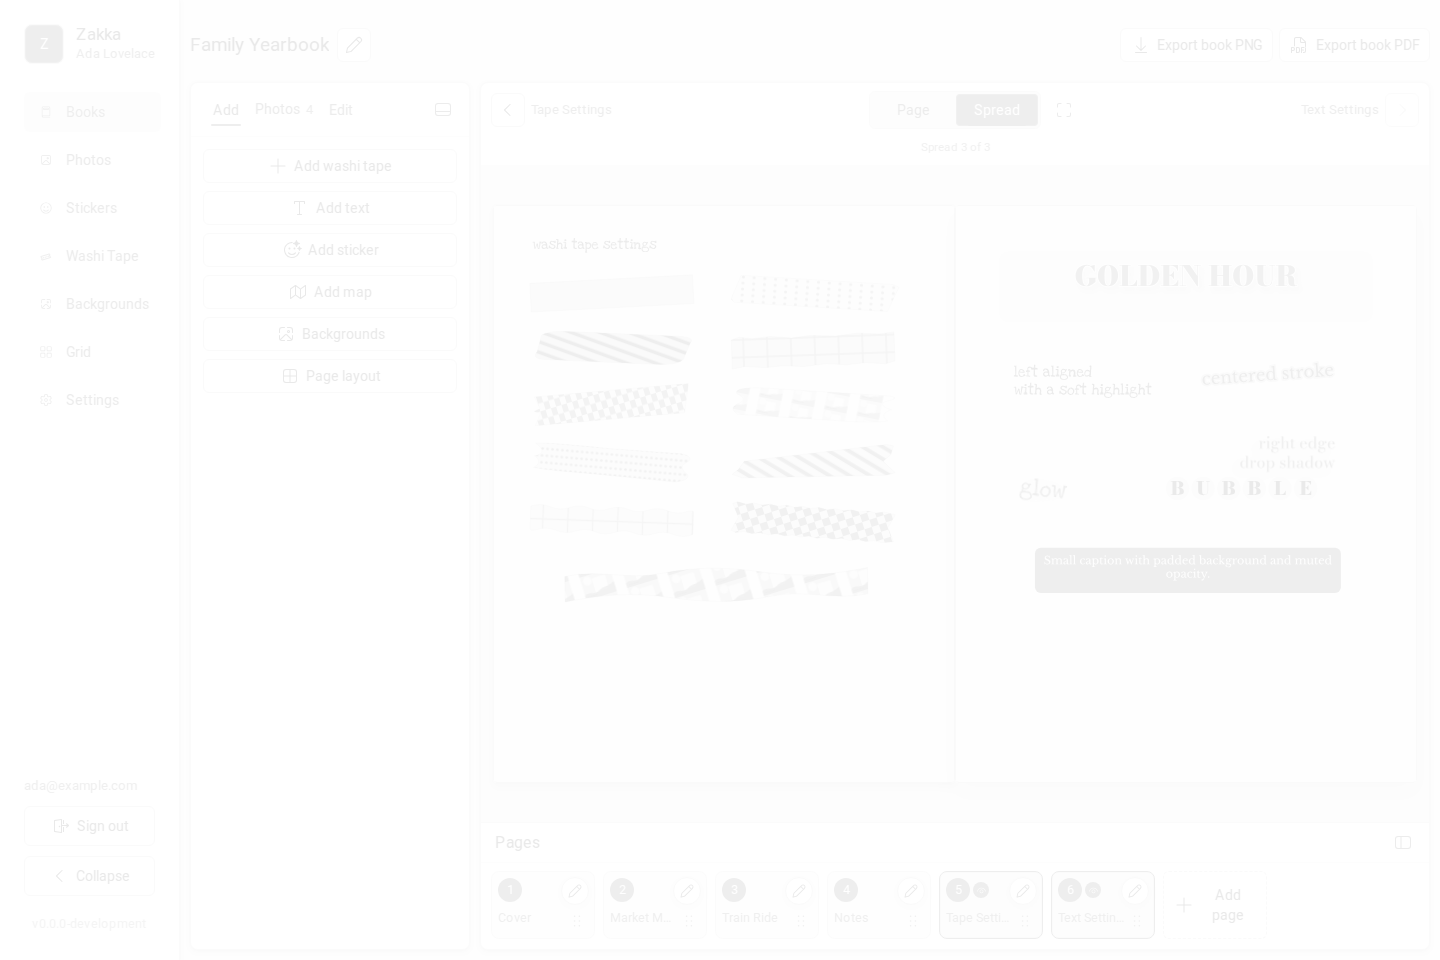 Z
Zakka
Ada Lovelace
Books
Photos
Stickers
Washi Tape
Backgrounds
Grid
Settings
ada@example.com
Sign out
Collapse
v0.0.0-development
Family Yearbook
Export book PNG
PDF
Export book PDF
Add
Photos 4
Edit
Add washi tape
Add text
Add sticker
Add map
Backgrounds
Page layout
Tape Settings
Page
Spread
Text Settings
Spread 3 of 3
washi tape settings
GOLDEN HOUR
left aligned
with a soft highlight
centered stroke
right edge
drop shadow
glow
BUBBLE
Small caption with padded background and muted
opacity.
Pages
1
Cover
2
Market M...
3
Train Ride
4
Notes
5
Tape Setti...
6
Text Settin...
Add
page